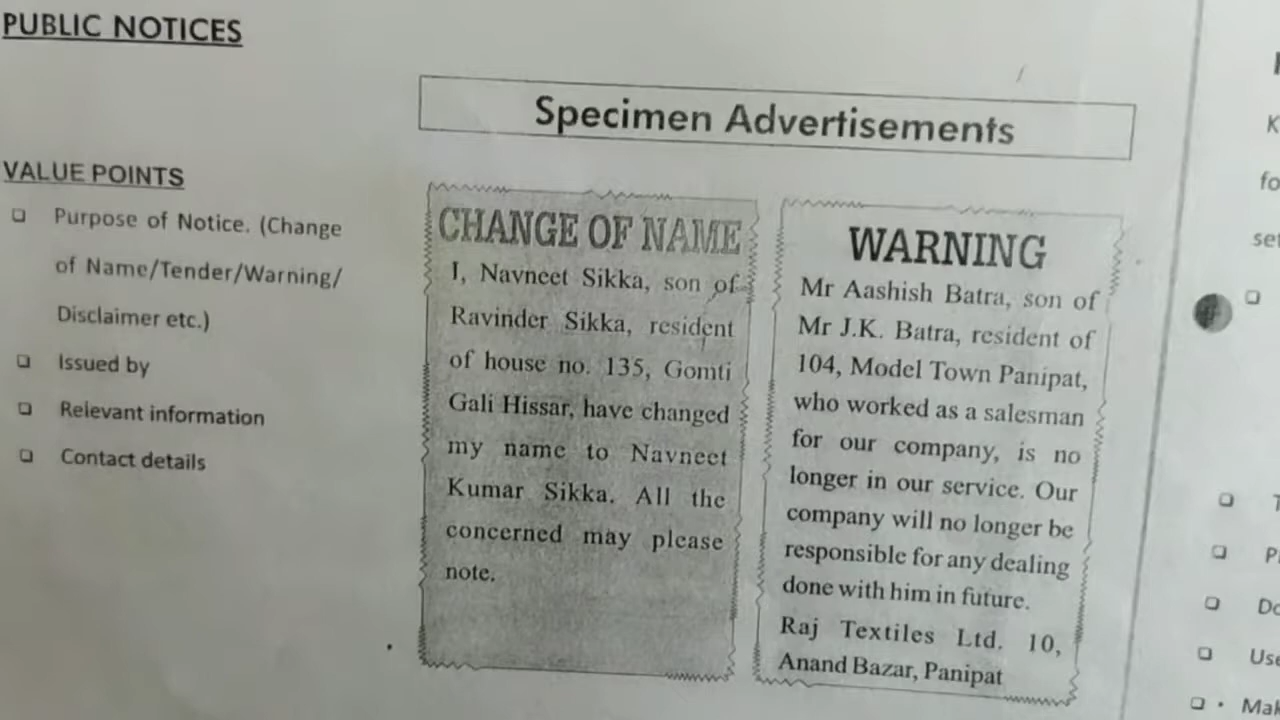 PUBLIC NOTICES
Specimen Advertisements
VALUE POINTS
Purpose of Notice. (Change
of Name/Tender/Warning/
Disclaimer etc.)
Issued by
Relevant information
Contact details
CHANGE OF NAME
I, Navneet Sikka, son of
Ravinder Sikka, resident
of house no. 135, Gomti
Gali Hissar, have changed
my name to Navneet
Kumar Sikka. All the
concerned may please
note.
WARNING
Mr Aashish Batra, son of
Mr J.K. Batra, resident of
104, Model Town Panipat,
who worked as a salesman
for our company, is no
longer in our service. Our
company will no longer be
responsible for any dealing
done with him in future.
Raj Textiles Ltd. 10,
Anand Bazar, Panipat